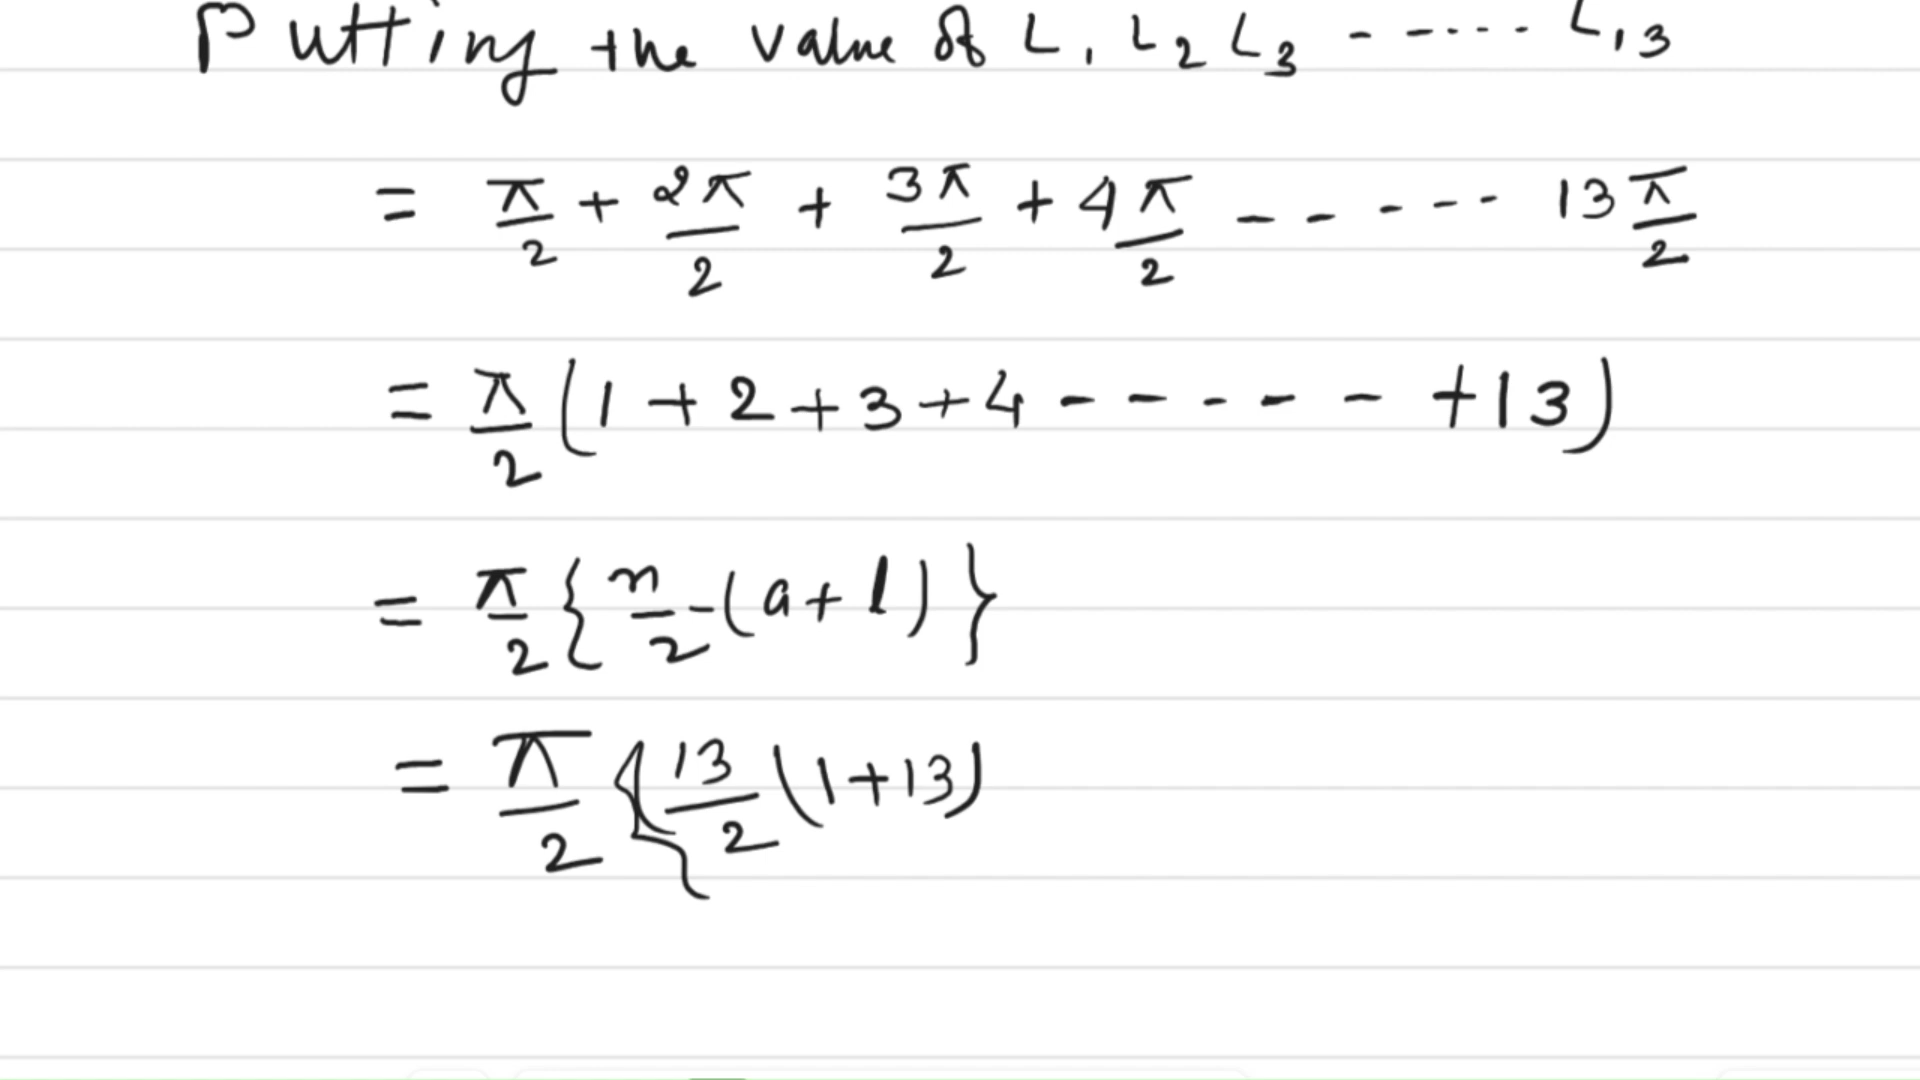 Putting the value of L₁ L₂ L₃ - ----- L₁₃
= π/2 + 2π/2 + 3π/2 + 4π/2 - - - -- - 13 π/2
= π/2 (1 + 2 + 3 + 4 - - - - - +13)
= π/2 { n/2 - (a + l) }
= π/2 { 13/2 (1+13)